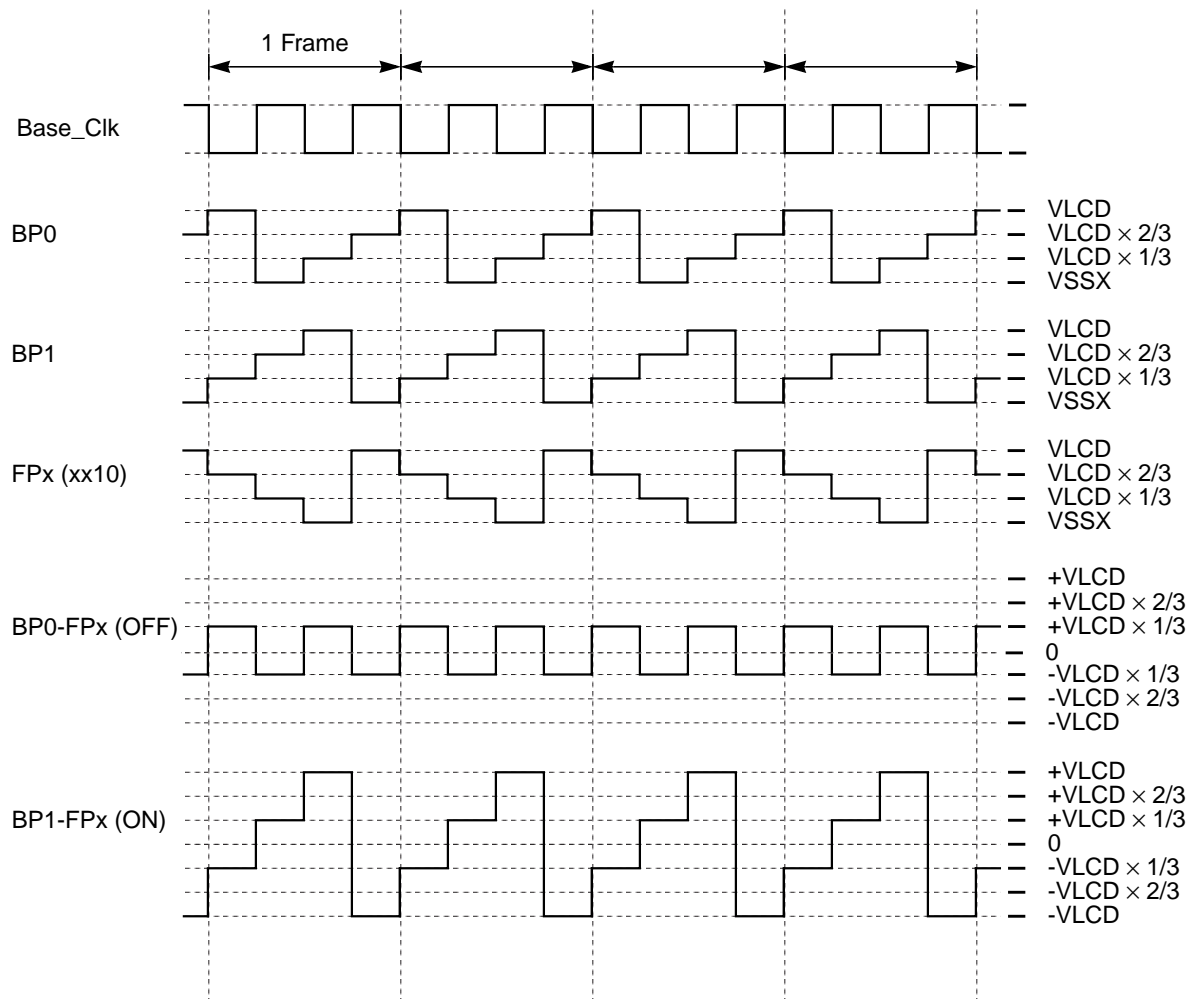 1 Frame
Base_Clk
BP0
VLCD
VLCD × 2/3
VLCD × 1/3
VSSX
BP1
VLCD
VLCD × 2/3
VLCD × 1/3
VSSX
FPx (xx10)
VLCD
VLCD × 2/3
VLCD × 1/3
VSSX
BP0-FPx (OFF)
+VLCD
+VLCD × 2/3
+VLCD × 1/3
0
-VLCD × 1/3
-VLCD × 2/3
-VLCD
BP1-FPx (ON)
+VLCD
+VLCD × 2/3
+VLCD × 1/3
0
-VLCD × 1/3
-VLCD × 2/3
-VLCD